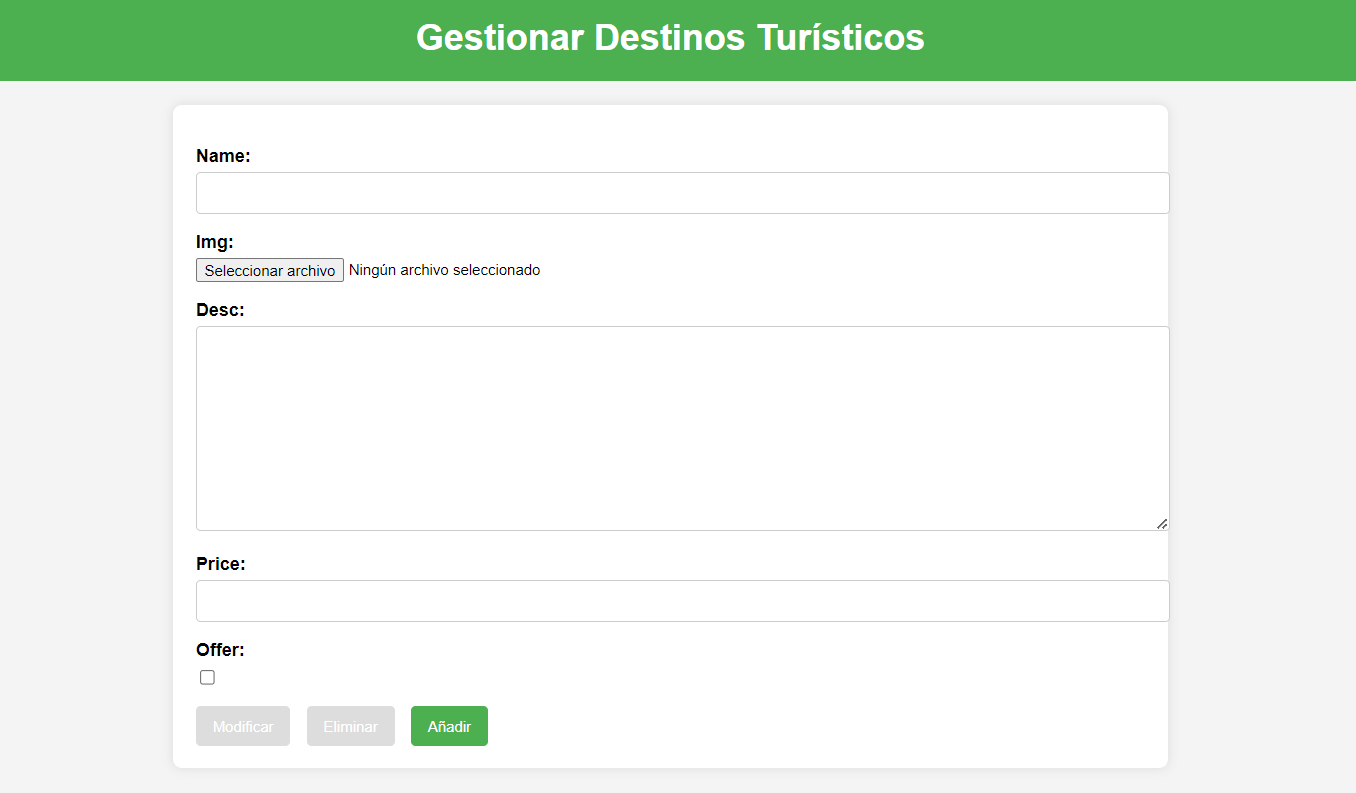 Gestionar Destinos Turísticos
Name:
Img:
Seleccionar archivo Ningún archivo seleccionado
Desc:
Price:
Offer:
Modificar Eliminar Añadir